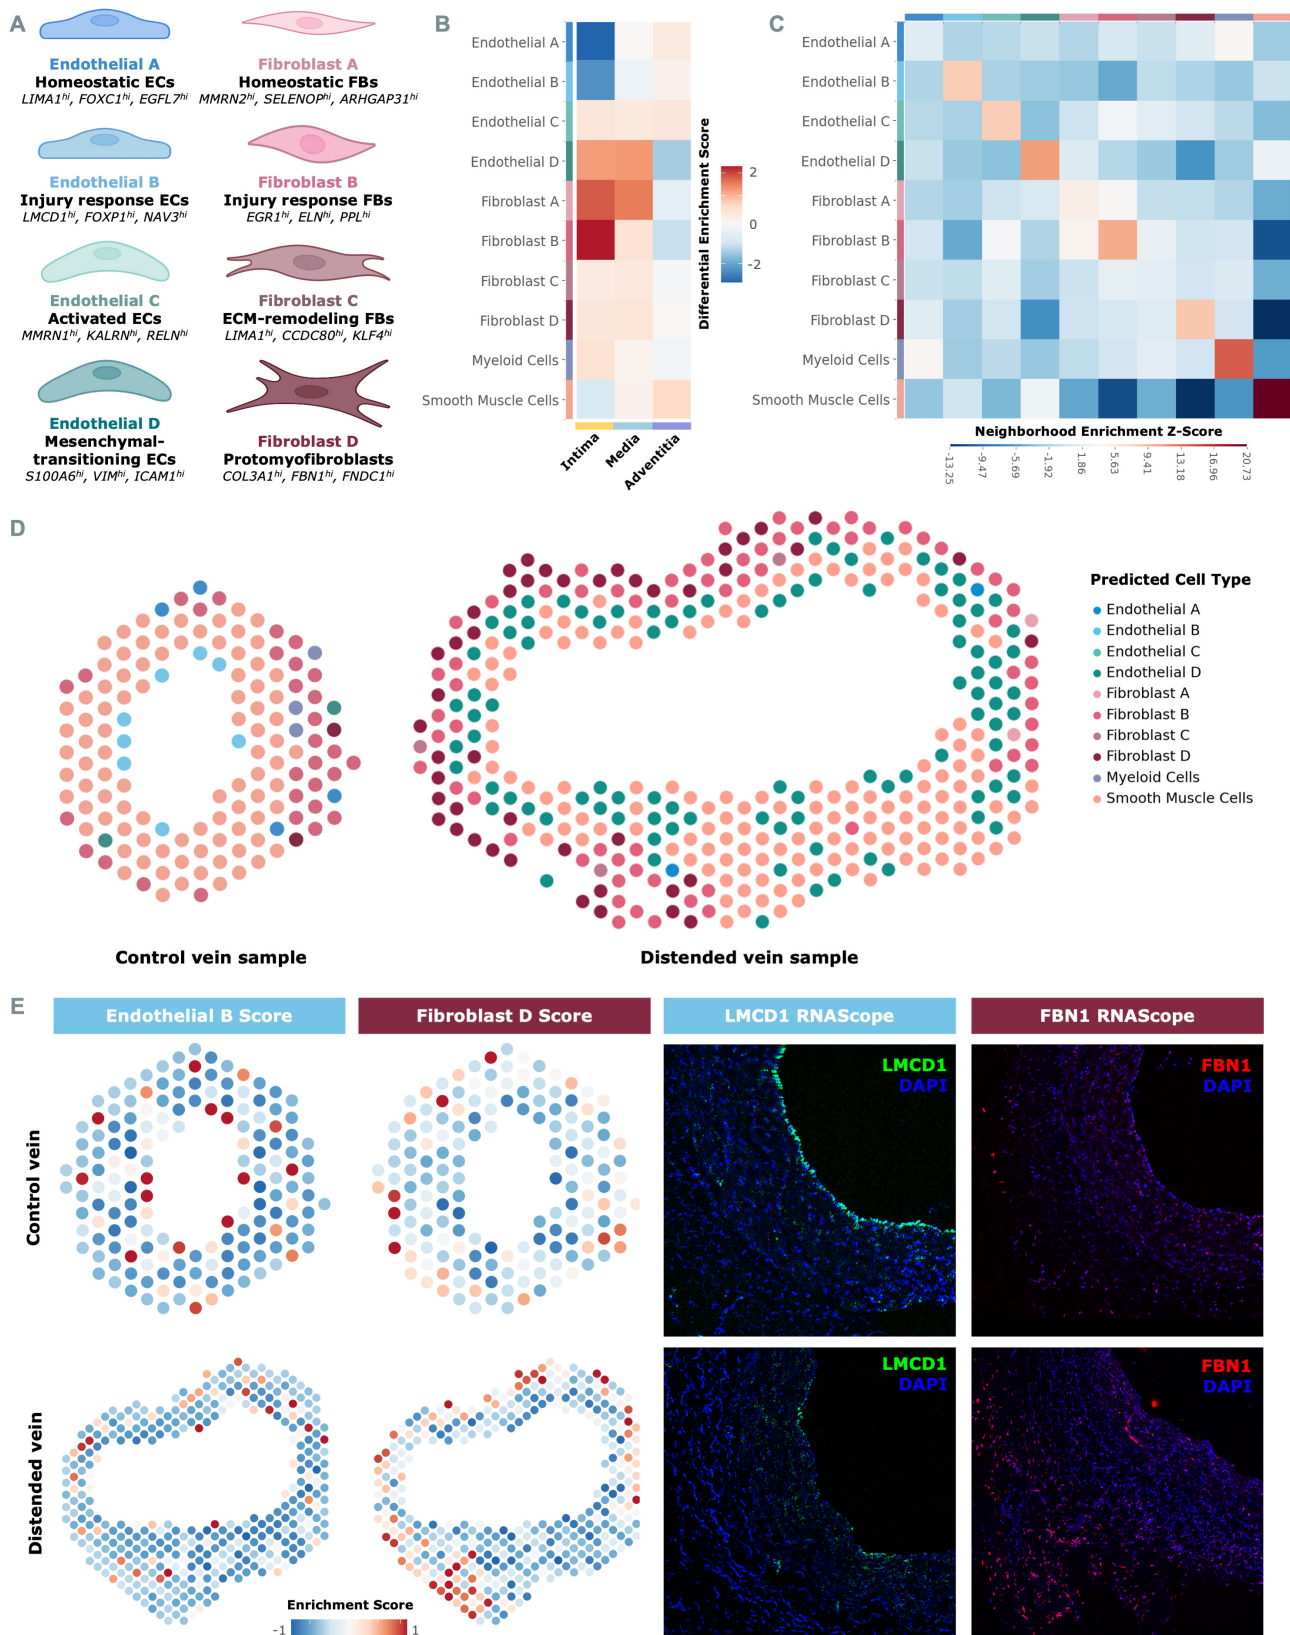 A
Endothelial A
Homeostatic ECs
LIMA1hi, FOXC1hi, EGFL7hi
Fibroblast A
Homeostatic FBs
MMRN2hi, SELENOPhi, ARHGAP31hi
Endothelial B
Injury response ECs
LMCD1hi, FOXP1hi, NAV3hi
Fibroblast B
Injury response FBs
EGR1hi, ELNhi, PPLhi
Endothelial C
Activated ECs
MMRN1hi, KALRNhi, RELNhi
Fibroblast C
ECM-remodeling FBs
LIMA1hi, CCDC80hi, KLF4hi
Endothelial D
Mesenchymal-
transitioning ECs
S100A6hi, VIMhi, ICAM1hi
Fibroblast D
Protomyofibroblasts
COL3A1hi, FBN1hi, FNDC1hi
B
Endothelial A
Endothelial B
Endothelial C
Endothelial D
Fibroblast A
Fibroblast B
Fibroblast C
Fibroblast D
Myeloid Cells
Smooth Muscle Cells
Intima
Media
Adventitia
Differential Enrichment Score
2
0
-2
C
Endothelial A
Endothelial B
Endothelial C
Endothelial D
Fibroblast A
Fibroblast B
Fibroblast C
Fibroblast D
Myeloid Cells
Smooth Muscle Cells
Neighborhood Enrichment Z-Score
-13.25
-9.47
-5.69
-1.92
1.86
5.63
9.41
13.18
16.96
20.73
D
Predicted Cell Type
Endothelial A
Endothelial B
Endothelial C
Endothelial D
Fibroblast A
Fibroblast B
Fibroblast C
Fibroblast D
Myeloid Cells
Smooth Muscle Cells
Control vein sample
Distended vein sample
E
Endothelial B Score
Fibroblast D Score
LMCD1 RNAScope
FBN1 RNAScope
Control vein
LMCD1
DAPI
FBN1
DAPI
Distended vein
LMCD1
DAPI
FBN1
DAPI
Enrichment Score
-1
1